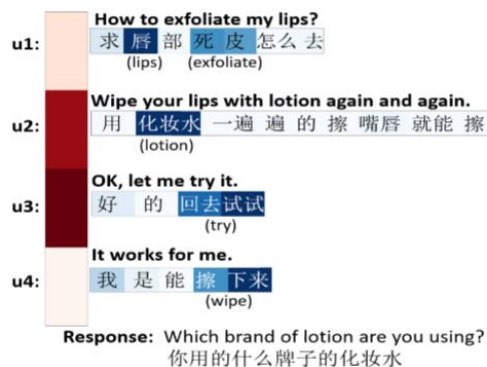 How to exfoliate my lips?
u1: 求 唇 部 死 皮 怎么 去
(lips) (exfoliate)
Wipe your lips with lotion again and again.
u2: 用 化妆水 一遍 遍 的 擦 嘴唇 就能 擦
(lotion)
OK, let me try it.
u3: 好 的 回去 试试
(try)
It works for me.
u4: 我 是 能 擦 下来
(wipe)
Response: Which brand of lotion are you using?
你用的什么牌子的化妆水